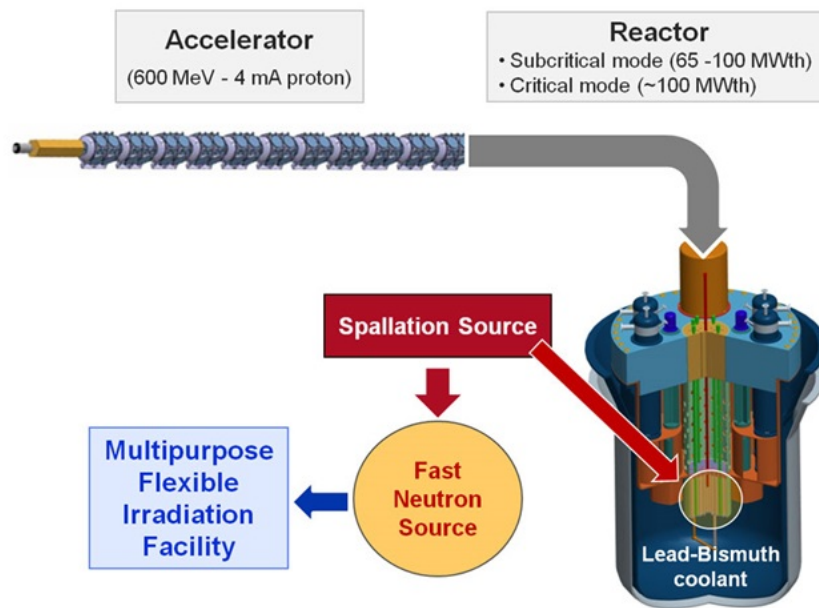 Accelerator
(600 MeV - 4 mA proton)
Reactor
• Subcritical mode (65 -100 MWth)
• Critical mode (~100 MWth)
Spallation Source
Multipurpose
Flexible
Irradiation
Facility
Fast
Neutron
Source
Lead-Bismuth
coolant